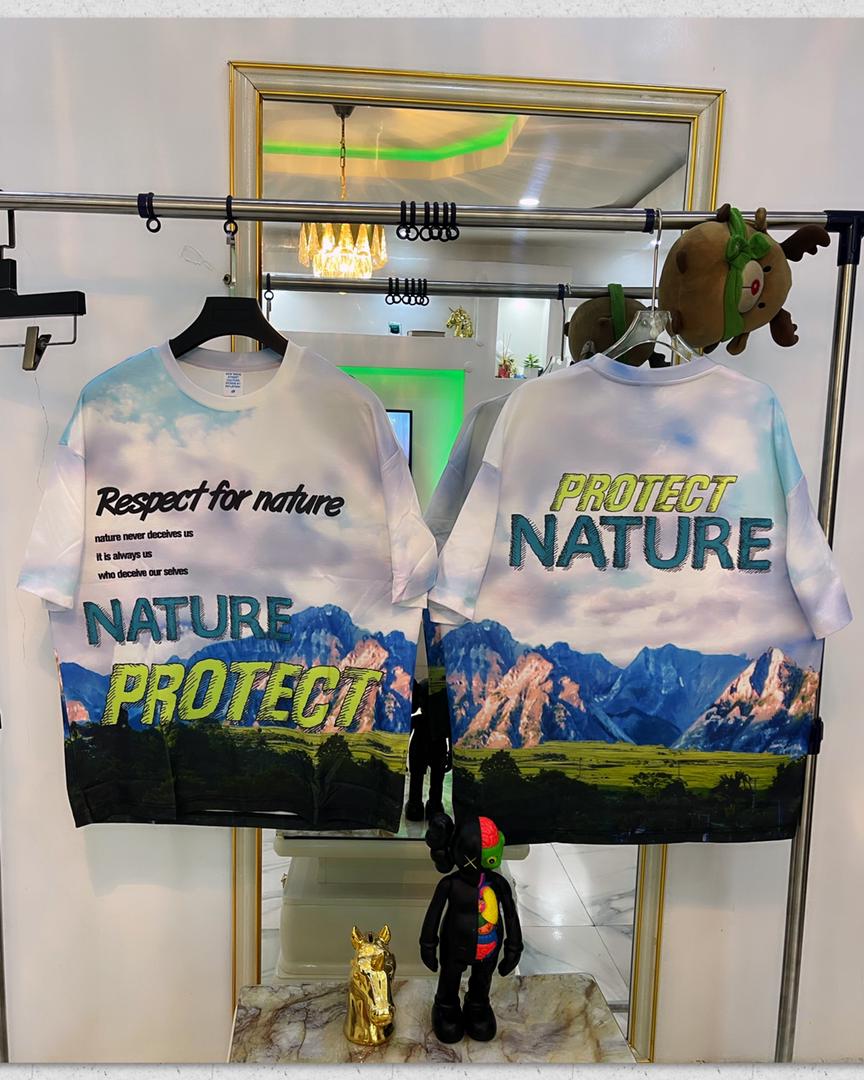 Respect for nature
nature never deceives us
it is always us
who deceive our selves
NATURE
PROTECT
PROTECT
NATURE